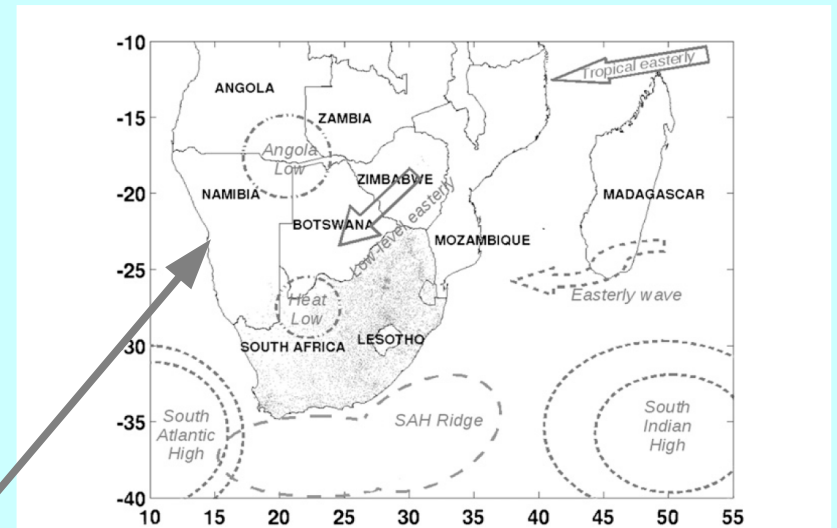 -10
Tropical easterly
ANGOLA
-15
ZAMBIA
Angola
Low
ZIMBABWE
-20
NAMIBIA
MADAGASCAR
BOTSWANA
Low-level easterly
MOZAMBIQUE
-25
Easterly wave
Heat
Low
LESOTHO
-30
SOUTH AFRICA
South
Atlantic
High
SAH Ridge
South
Indian
High
-35
-40
10 15 20 25 30 35 40 45 50 55